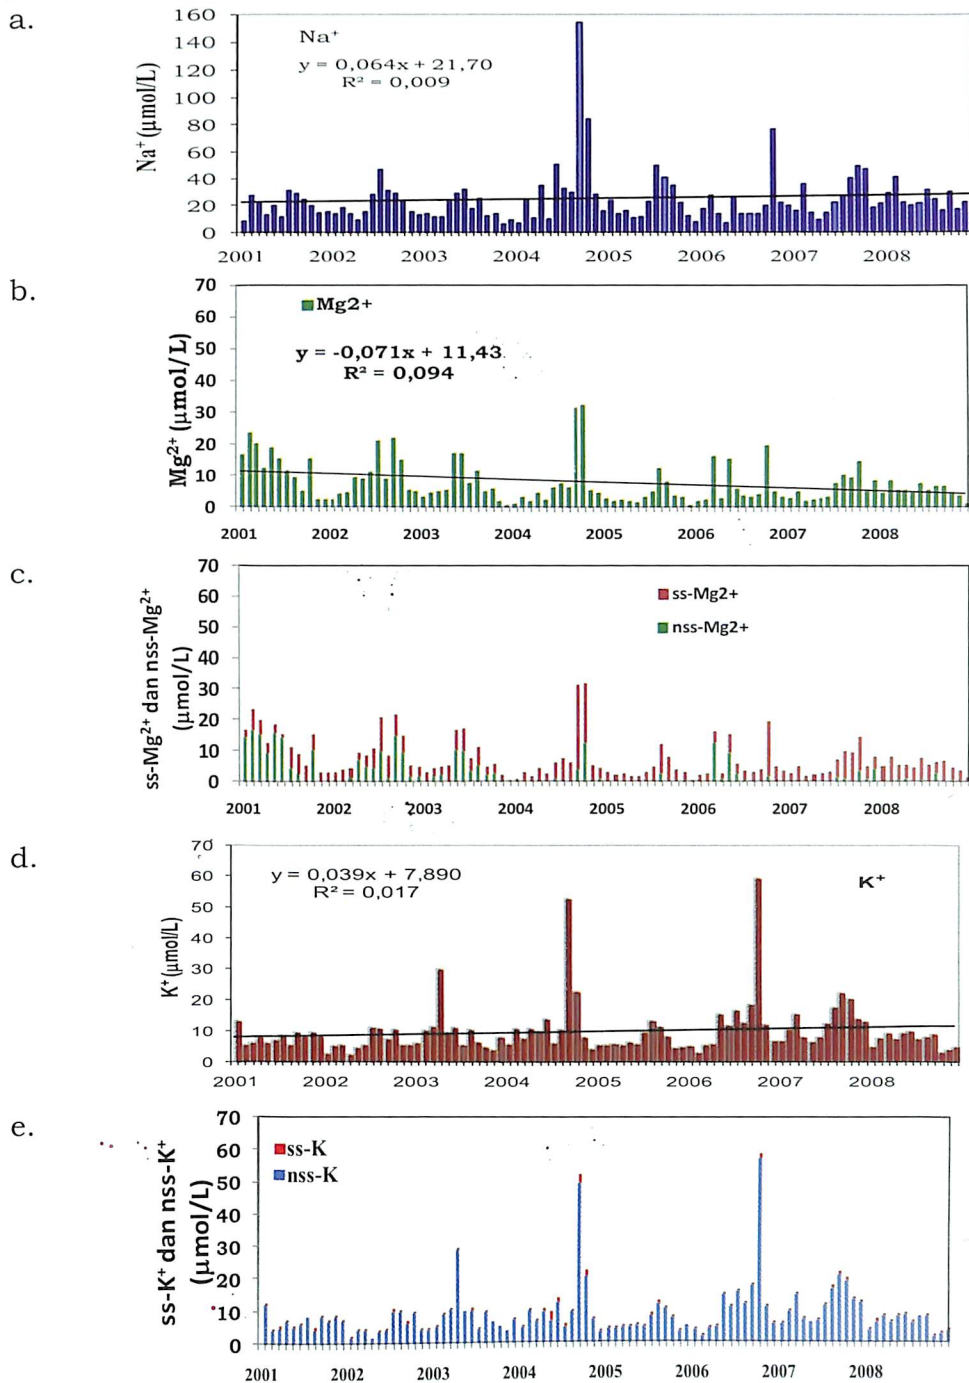 a.
Na⁺ (µmol/L)
160
140
120
100
80
60
40
20
0
Na⁺
y = 0,064x + 21,70
R² = 0,009
2001 2002 2003 2004 2005 2006 2007 2008
b.
Mg²⁺ (µmol/L)
70
60
50
40
30
20
10
0
Mg2+
y = -0,071x + 11,43
R² = 0,094
2001 2002 2003 2004 2005 2006 2007 2008
c.
ss-Mg²⁺ dan nss-Mg²⁺
(µmol/L)
70
60
50
40
30
20
10
0
ss-Mg2+
nss-Mg2+
2001 2002 2003 2004 2005 2006 2007 2008
d.
K⁺ (µmol/L)
70
60
50
40
30
20
10
0
y = 0,039x + 7,890
R² = 0,017
K⁺
2001 2002 2003 2004 2005 2006 2007 2008
e.
ss-K⁺ dan nss-K⁺
(µmol/L)
70
60
50
40
30
20
10
0
ss-K
nss-K
2001 2002 2003 2004 2005 2006 2007 2008